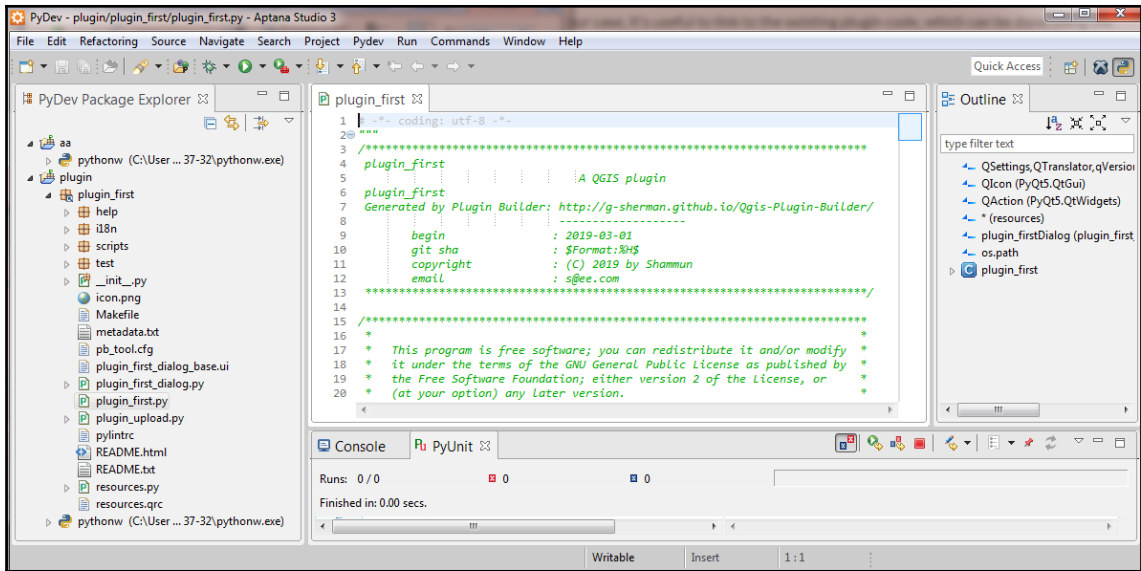 PyDev - plugin/plugin_first/plugin_first.py - Aptana Studio 3
File Edit Refactoring Source Navigate Search Project Pydev Run Commands Window Help
Quick Access
PyDev Package Explorer
aa
pythonw (C:\User ... 37-32\pythonw.exe)
plugin
plugin_first
help
i18n
scripts
test
__init__.py
icon.png
Makefile
metadata.txt
pb_tool.cfg
plugin_first_dialog_base.ui
plugin_first_dialog.py
plugin_first.py
plugin_upload.py
pylintrc
README.html
README.txt
resources.py
resources.qrc
pythonw (C:\User ... 37-32\pythonw.exe)
plugin_first
1 # -*- coding: utf-8 -*-
2 """
3 /***************************************************************************
4 plugin_first
5 A QGIS plugin
6 plugin_first
7 Generated by Plugin Builder: http://g-sherman.github.io/Qgis-Plugin-Builder/
8 -------------------
9 begin : 2019-03-01
10 git sha : $Format:%H$
11 copyright : (C) 2019 by Shammun
12 email : s@ee.com
13 ***************************************************************************/
14
15 /***************************************************************************
16 * *
17 * This program is free software; you can redistribute it and/or modify *
18 * it under the terms of the GNU General Public License as published by *
19 * the Free Software Foundation; either version 2 of the License, or *
20 * (at your option) any later version. *
Outline
type filter text
QSettings,QTranslator,qVersion
QIcon (PyQt5.QtGui)
QAction (PyQt5.QtWidgets)
* (resources)
plugin_firstDialog (plugin_first
os.path
plugin_first
Console PyUnit
Runs: 0 / 0 0 0
Finished in: 0.00 secs.
Writable Insert 1 : 1